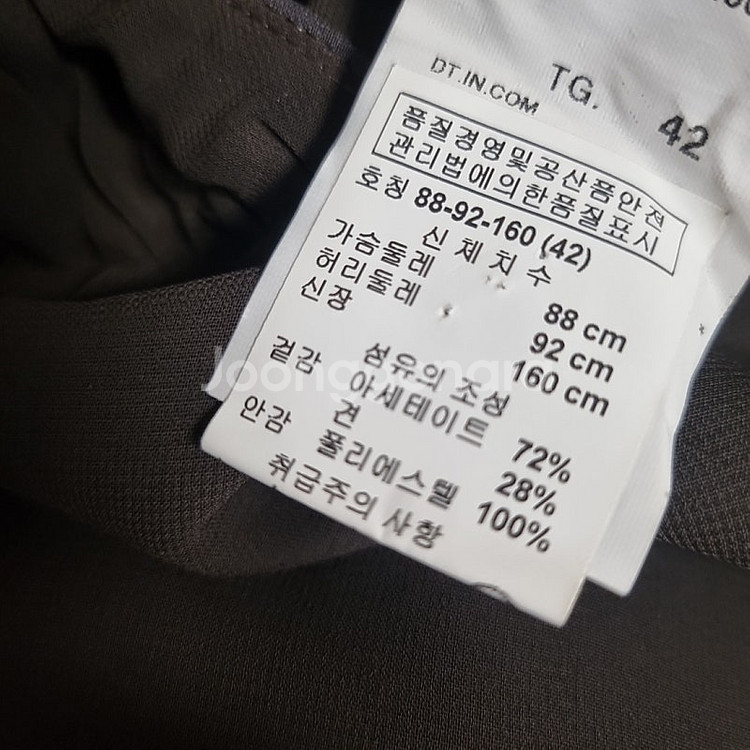 DT.IN.COM
TG. 42
품질경영및공산품안전
관리법에의한품질표시
호칭 88-92-160 (42)
신체치수
가슴둘레 88 cm
허리둘레 92 cm
신장 160 cm
섬유의 조성
겉감 아세테이트 72%
견 28%
안감 폴리에스텔 100%
취급주의 사항
Joonggonara